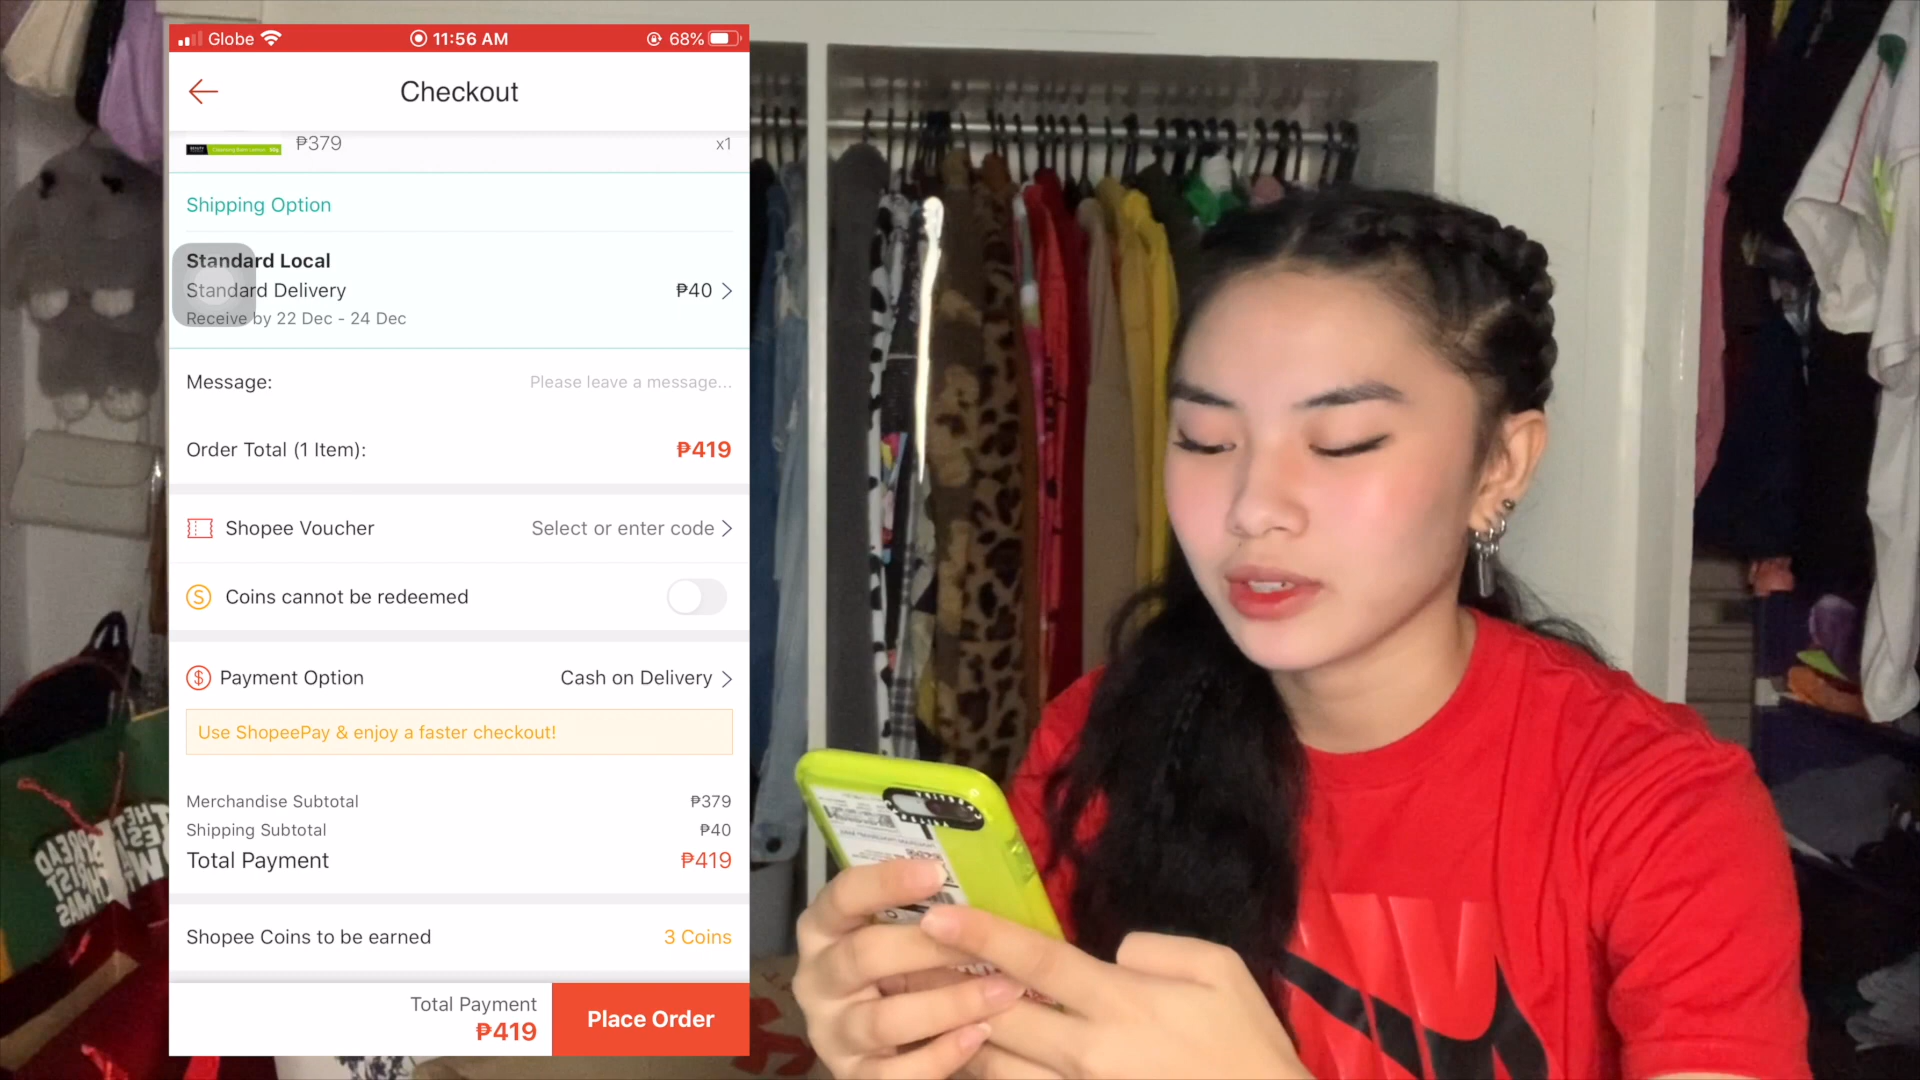 Globe 11:56 AM 68%
Checkout
₱379 x1
Shipping Option
Standard Local
Standard Delivery ₱40
Receive by 22 Dec - 24 Dec
Message: Please leave a message...
Order Total (1 Item): ₱419
Shopee Voucher Select or enter code
Coins cannot be redeemed
Payment Option Cash on Delivery
Use ShopeePay & enjoy a faster checkout!
Merchandise Subtotal ₱379
Shipping Subtotal ₱40
Total Payment ₱419
Shopee Coins to be earned 3 Coins
Total Payment
₱419
Place Order